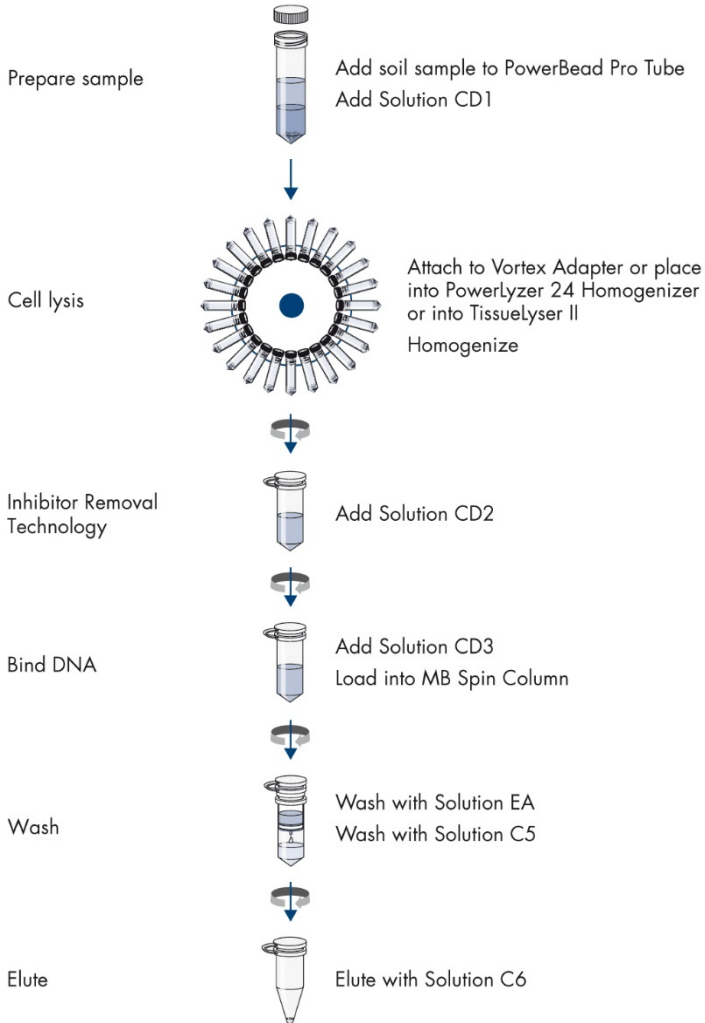 Prepare sample
Add soil sample to PowerBead Pro Tube
Add Solution CD1
Cell lysis
Attach to Vortex Adapter or place
into PowerLyzer 24 Homogenizer
or into TissueLyser II
Homogenize
Inhibitor Removal
Technology
Add Solution CD2
Bind DNA
Add Solution CD3
Load into MB Spin Column
Wash
Wash with Solution EA
Wash with Solution C5
Elute
Elute with Solution C6